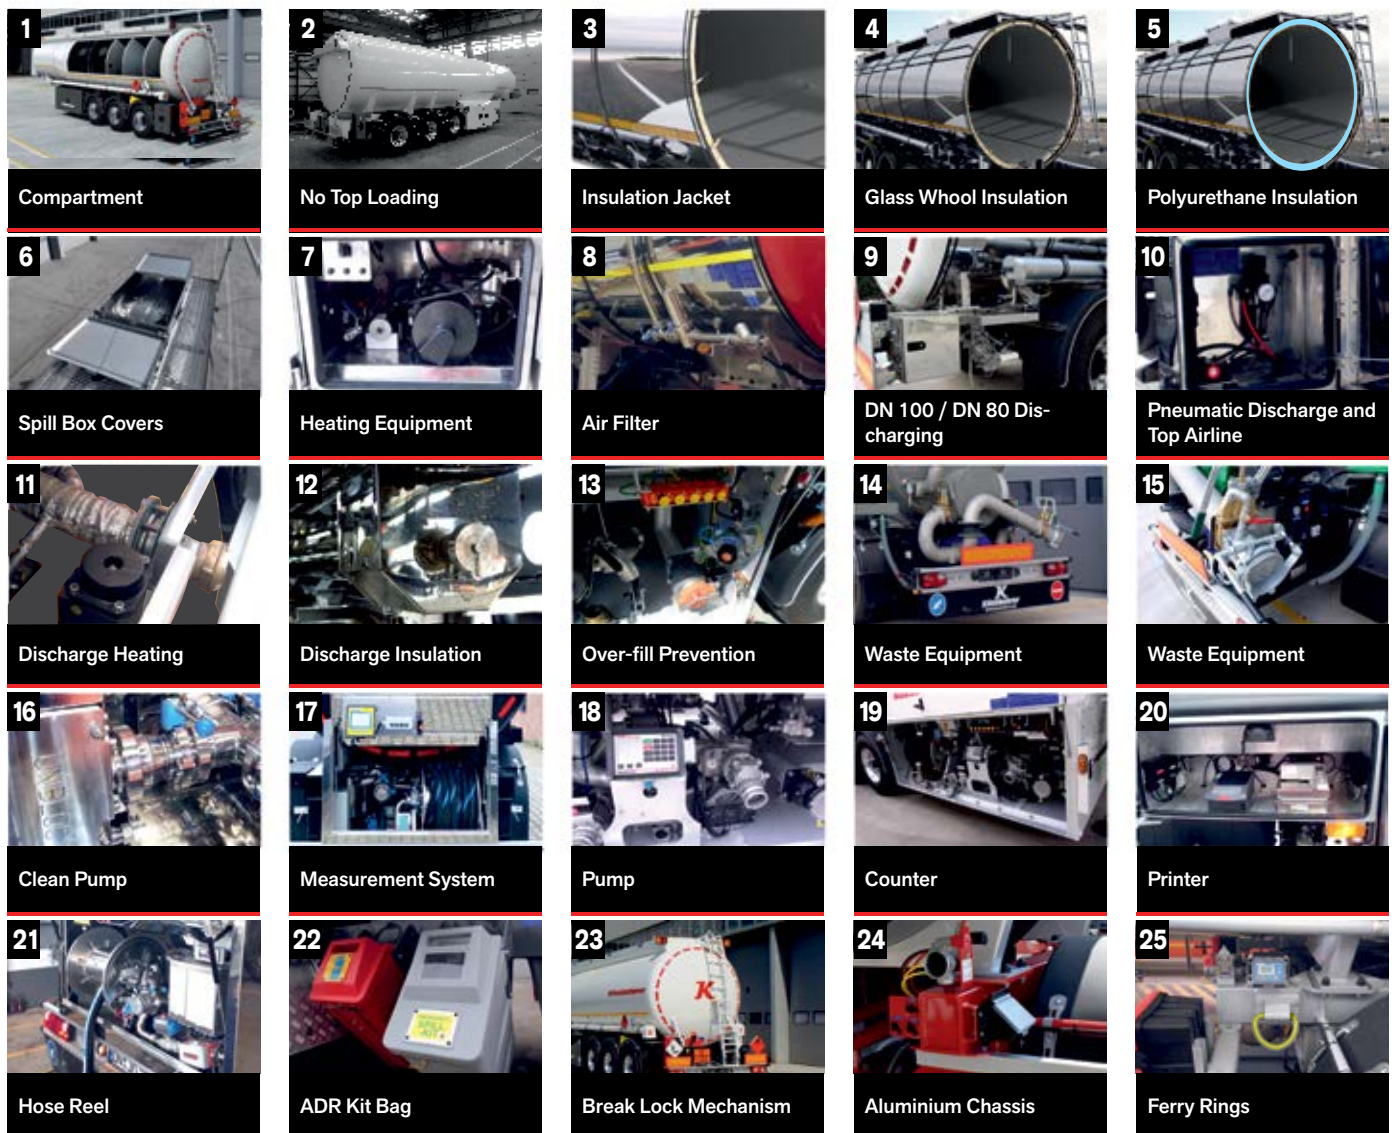 1
Compartment
2
No Top Loading
3
Insulation Jacket
4
Glass Whool Insulation
5
Polyurethane Insulation
6
Spill Box Covers
7
Heating Equipment
8
Air Filter
9
DN 100 / DN 80 Dis-
charging
10
Pneumatic Discharge and
Top Airline
11
Discharge Heating
12
Discharge Insulation
13
Over-fill Prevention
14
Waste Equipment
15
Waste Equipment
16
Clean Pump
17
Measurement System
18
Pump
19
Counter
20
Printer
21
Hose Reel
22
SPILL
KIT
ADR Kit Bag
23
K
Break Lock Mechanism
24
Aluminium Chassis
25
Ferry Rings